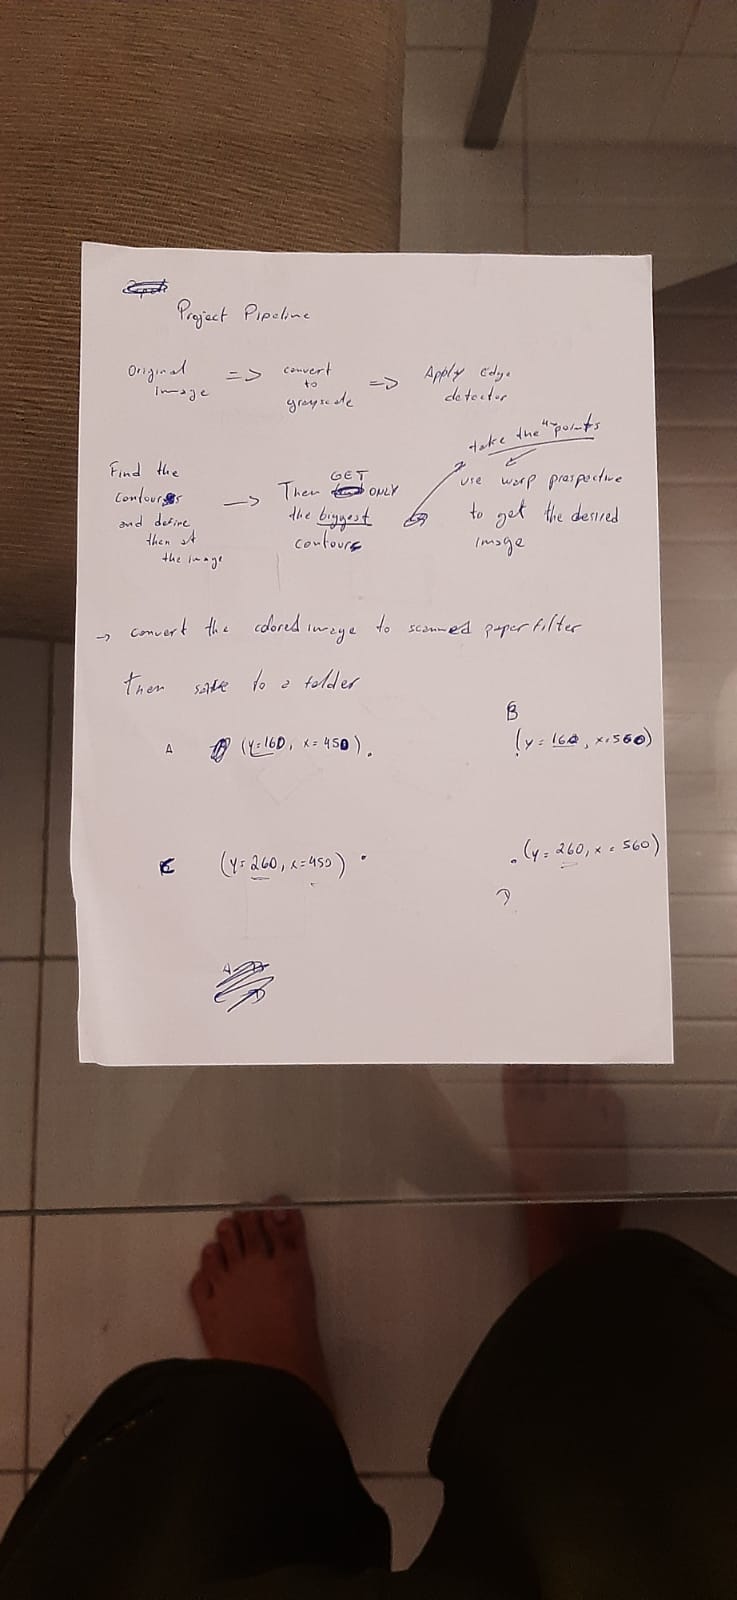 Project Pipeline
Original image => convert to grayscale => Apply Edge detector
take the "4" points
Find the contours and define then at the image -> Then GET ONLY the biggest contours
use warp prespective to get the desired image
-> convert the colored image to scanned paper filter
Then save to a folder
A (y=160, x=450) .
B
(y=160, x=560)
C (y=260, x=450) .
. (y=260, x=560)